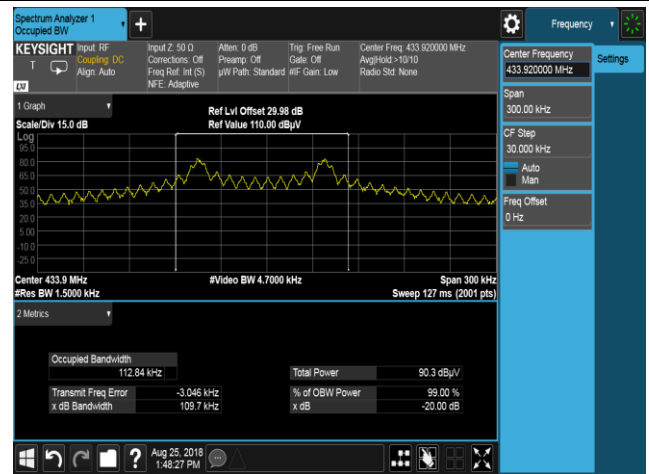 Spectrum Analyzer 1
Occupied BW
+
Frequency
KEYSIGHT
T
LXI
Input: RF
Coupling: DC
Align: Auto
Input Z: 50 Ω
Corrections: Off
Freq Ref: Int (S)
NFE: Adaptive
Atten: 0 dB
Preamp: Off
µW Path: Standard
Trig: Free Run
Gate: Off
#IF Gain: Low
Center Freq: 433.920000 MHz
Avg|Hold:>10/10
Radio Std: None
Center Frequency
433.920000 MHz
Settings
Span
300.00 kHz
CF Step
30.000 kHz
Auto
Man
Freq Offset
0 Hz
1 Graph
Scale/Div 15.0 dB
Ref Lvl Offset 29.98 dB
Ref Value 110.00 dBµV
Log
95.0
80.0
65.0
50.0
35.0
20.0
5.00
-10.0
-25.0
Center 433.9 MHz
#Video BW 4.7000 kHz
Span 300 kHz
#Res BW 1.5000 kHz
Sweep 127 ms (2001 pts)
2 Metrics
Occupied Bandwidth
112.84 kHz
Total Power 90.3 dBµV
Transmit Freq Error -3.046 kHz
% of OBW Power 99.00 %
x dB Bandwidth 109.7 kHz
x dB -20.00 dB
?
Aug 25, 2018
1:48:27 PM